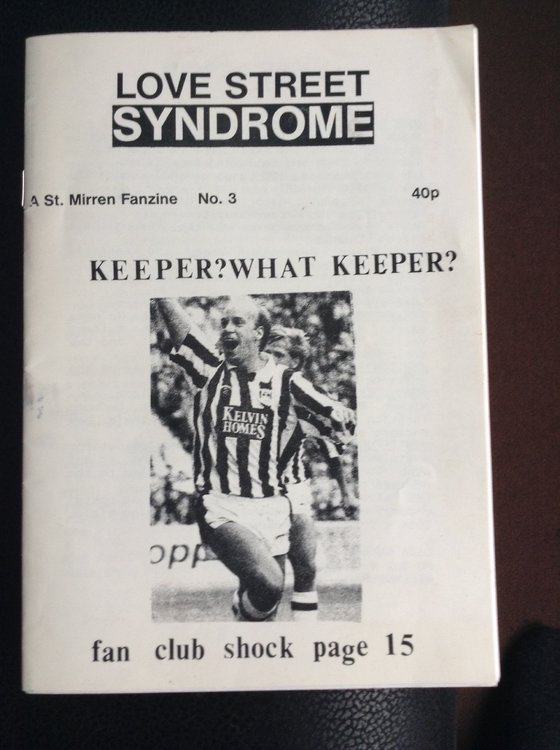 LOVE STREET
SYNDROME
A St. Mirren Fanzine No. 3 40p
KEEPER?WHAT KEEPER?
KELVIN
HOMES
opp
fan club shock page 15